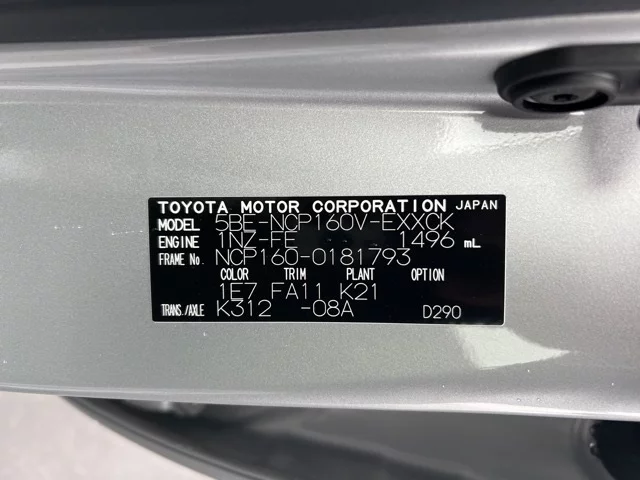 TOYOTA MOTOR CORPORATION JAPAN
MODEL 5BE-NCP160V-EXXCK
ENGINE 1NZ-FE 1496 mL
FRAME No. NCP160-0181793
COLOR TRIM PLANT OPTION
1E7 FA11 K21
TRANS./AXLE K312 -08A D290